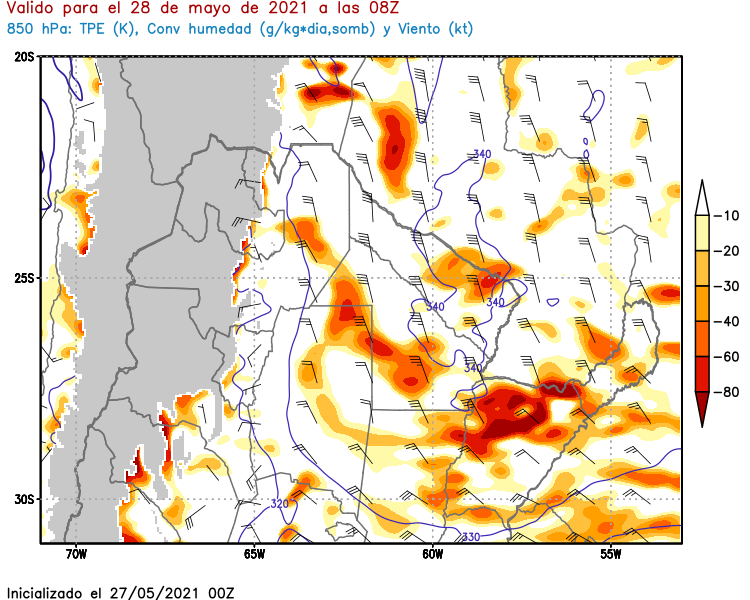 Valido para el 28 de mayo de 2021 a las 08Z
850 hPa: TPE (K), Conv humedad (g/kg*dia,somb) y Viento (kt)
20S
340
-10
-20
25S
340
340
-30
-40
340
-60
-80
30S
320
330
70W 65W 60W 55W
Inicializado el 27/05/2021 00Z